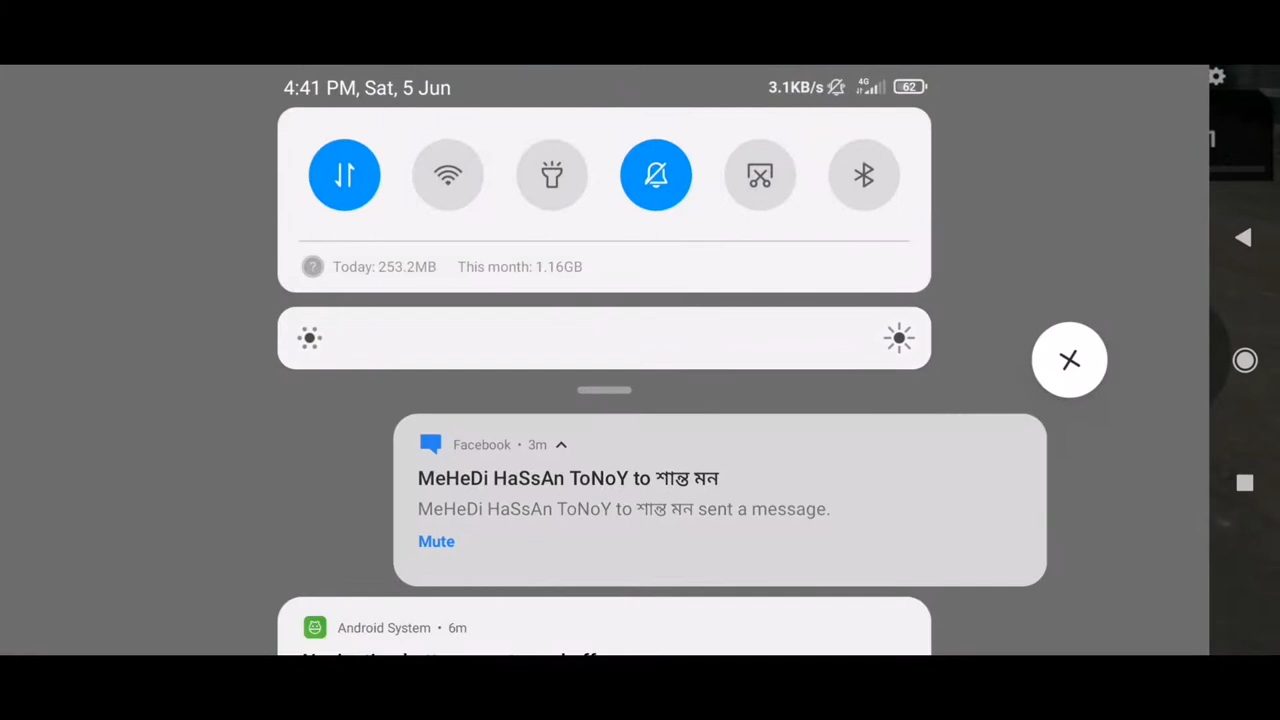 4:41 PM, Sat, 5 Jun
3.1KB/s 4G 62
Today: 253.2MB This month: 1.16GB
Facebook • 3m
MeHeDi HaSsAn ToNoY to শান্ত মন
MeHeDi HaSsAn ToNoY to শান্ত মন sent a message.
Mute
Android System • 6m